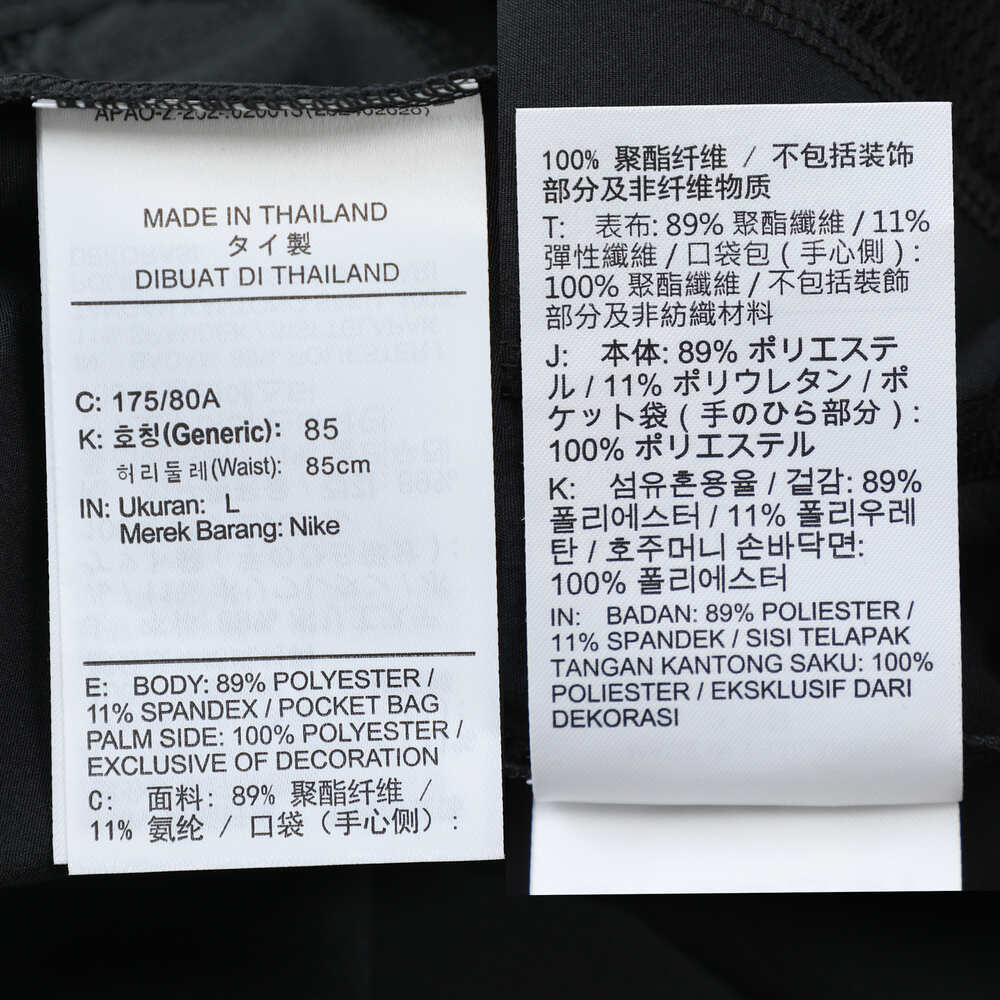 MADE IN THAILAND
タイ製
DIBUAT DI THAILAND
C: 175/80A
K: 호칭(Generic): 85
허리둘레(Waist): 85cm
IN: Ukuran: L
Merek Barang: Nike
E: BODY: 89% POLYESTER /
11% SPANDEX / POCKET BAG
PALM SIDE: 100% POLYESTER /
EXCLUSIVE OF DECORATION
C: 面料: 89% 聚酯纤维 /
11% 氨纶 / 口袋（手心侧）:
100% 聚酯纤维 / 不包括装饰
部分及非纤维物质
T: 表布: 89% 聚酯纖維 / 11%
彈性纖維 / 口袋包 ( 手心側 ) :
100% 聚酯纖維 / 不包括裝飾
部分及非紡織材料
J: 本体: 89% ポリエステ
ル / 11% ポリウレタン / ポ
ケット袋 ( 手のひら部分 ) :
100% ポリエステル
K: 섬유혼용율 / 겉감: 89%
폴리에스터 / 11% 폴리우레
탄 / 호주머니 손바닥면:
100% 폴리에스터
IN: BADAN: 89% POLIESTER /
11% SPANDEK / SISI TELAPAK
TANGAN KANTONG SAKU: 100%
POLIESTER / EKSKLUSIF DARI
DEKORASI